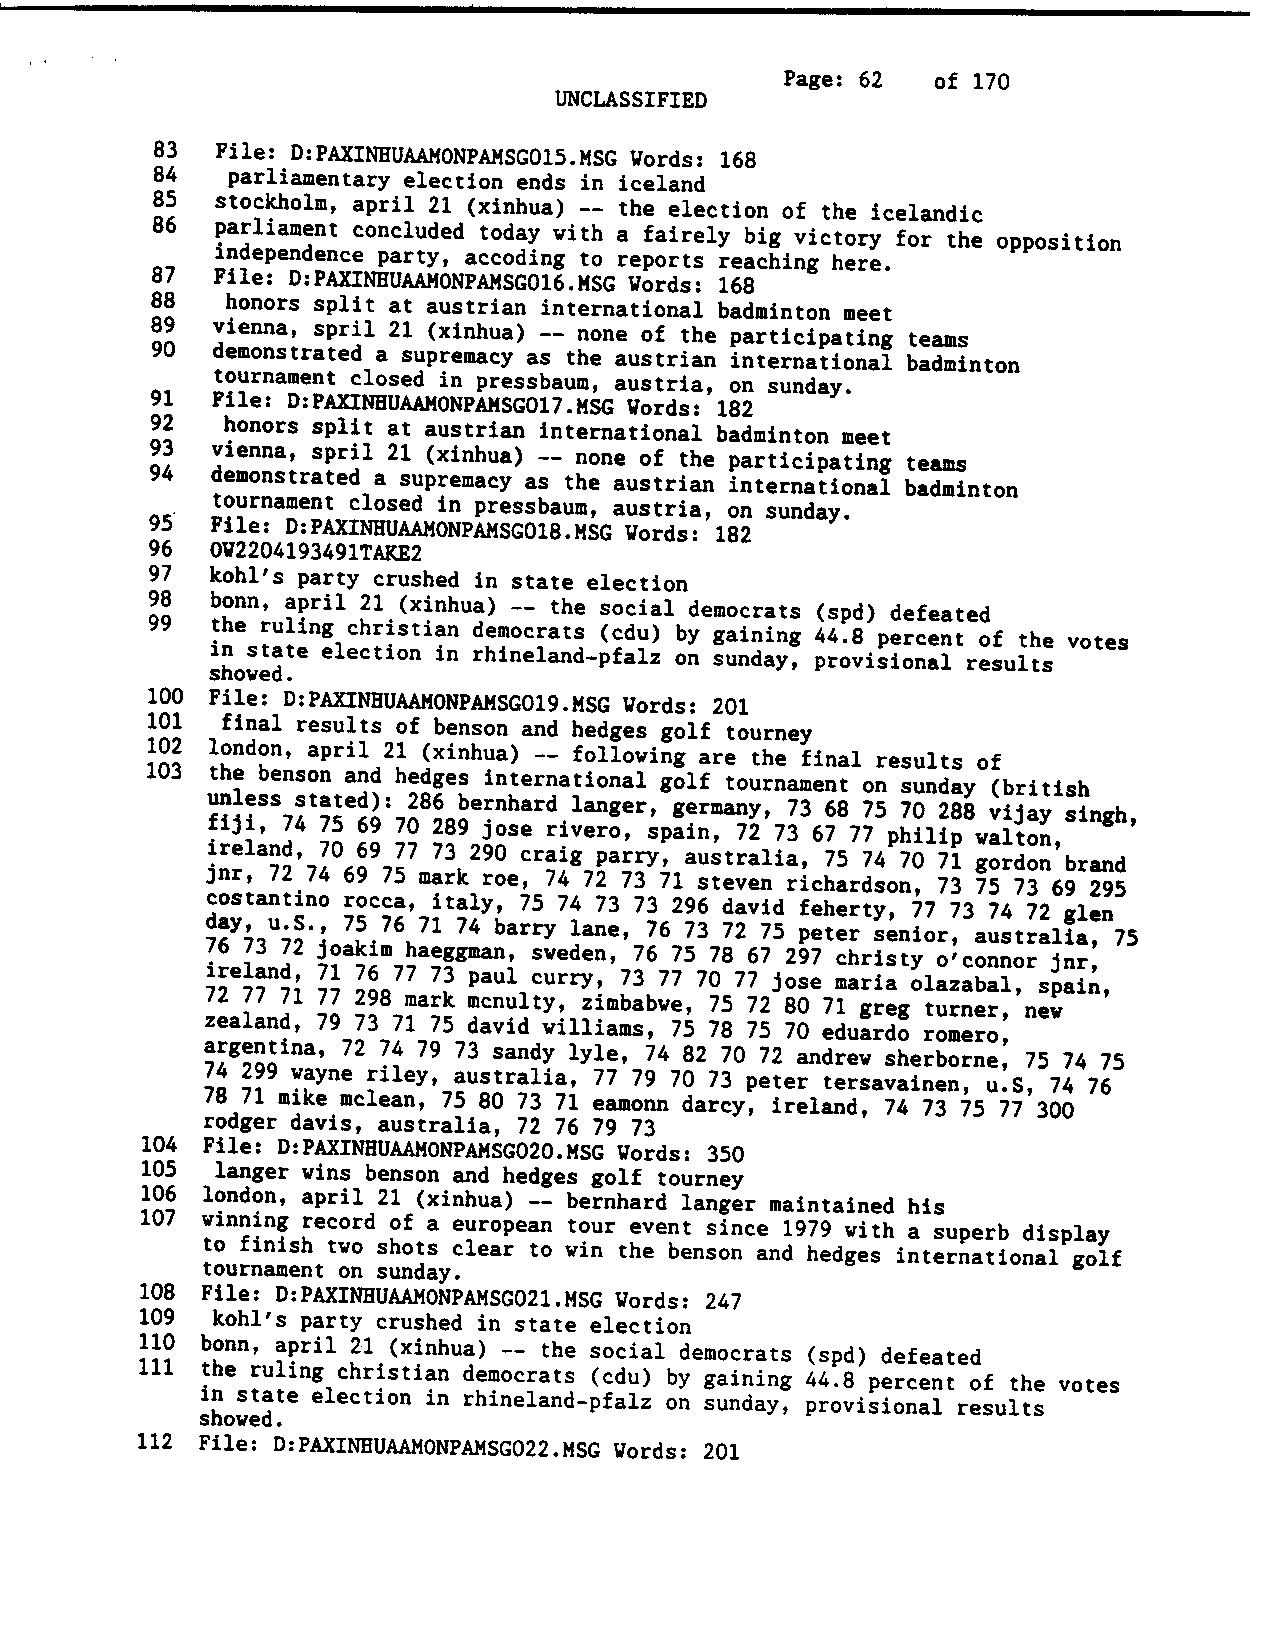 Page: 62 of 170
UNCLASSIFIED
83 File: D:PAXINHUAAMONPAMSGO15.MSG Words: 168
84 parliamentary election ends in iceland
85 stockholm, april 21 (xinhua) -- the election of the icelandic
86 parliament concluded today with a fairely big victory for the opposition
independence party, accoding to reports reaching here.
87 File: D:PAXINHUAAMONPAMSGO16.MSG Words: 168
88 honors split at austrian international badminton meet
89 vienna, spril 21 (xinhua) -- none of the participating teams
90 demonstrated a supremacy as the austrian international badminton
tournament closed in pressbaum, austria, on sunday.
91 File: D:PAXINHUAAMONPAMSGO17.MSG Words: 182
92 honors split at austrian international badminton meet
93 vienna, spril 21 (xinhua) -- none of the participating teams
94 demonstrated a supremacy as the austrian international badminton
tournament closed in pressbaum, austria, on sunday.
95 File: D:PAXINHUAAMONPAMSGO18.MSG Words: 182
96 OW2204193491TAKE2
97 kohl's party crushed in state election
98 bonn, april 21 (xinhua) -- the social democrats (spd) defeated
99 the ruling christian democrats (cdu) by gaining 44.8 percent of the votes
in state election in rhineland-pfalz on sunday, provisional results
showed.
100 File: D:PAXINHUAAMONPAMSGO19.MSG Words: 201
101 final results of benson and hedges golf tourney
102 london, april 21 (xinhua) -- following are the final results of
103 the benson and hedges international golf tournament on sunday (british
unless stated): 286 bernhard langer, germany, 73 68 75 70 288 vijay singh,
fiji, 74 75 69 70 289 jose rivero, spain, 72 73 67 77 philip walton,
ireland, 70 69 77 73 290 craig parry, australia, 75 74 70 71 gordon brand
jnr, 72 74 69 75 mark roe, 74 72 73 71 steven richardson, 73 75 73 69 295
costantino rocca, italy, 75 74 73 73 296 david feherty, 77 73 74 72 glen
day, u.S., 75 76 71 74 barry lane, 76 73 72 75 peter senior, australia, 75
76 73 72 joakim haeggman, sweden, 76 75 78 67 297 christy o'connor jnr,
ireland, 71 76 77 73 paul curry, 73 77 70 77 jose maria olazabal, spain,
72 77 71 77 298 mark mcnulty, zimbabwe, 75 72 80 71 greg turner, new
zealand, 79 73 71 75 david williams, 75 78 75 70 eduardo romero,
argentina, 72 74 79 73 sandy lyle, 74 82 70 72 andrew sherborne, 75 74 75
74 299 wayne riley, australia, 77 79 70 73 peter tersavainen, u.S, 74 76
78 71 mike mclean, 75 80 73 71 eamonn darcy, ireland, 74 73 75 77 300
rodger davis, australia, 72 76 79 73
104 File: D:PAXINHUAAMONPAMSGO20.MSG Words: 350
105 langer wins benson and hedges golf tourney
106 london, april 21 (xinhua) -- bernhard langer maintained his
107 winning record of a european tour event since 1979 with a superb display
to finish two shots clear to win the benson and hedges international golf
tournament on sunday.
108 File: D:PAXINHUAAMONPAMSGO21.MSG Words: 247
109 kohl's party crushed in state election
110 bonn, april 21 (xinhua) -- the social democrats (spd) defeated
111 the ruling christian democrats (cdu) by gaining 44.8 percent of the votes
in state election in rhineland-pfalz on sunday, provisional results
showed.
112 File: D:PAXINHUAAMONPAMSGO22.MSG Words: 201